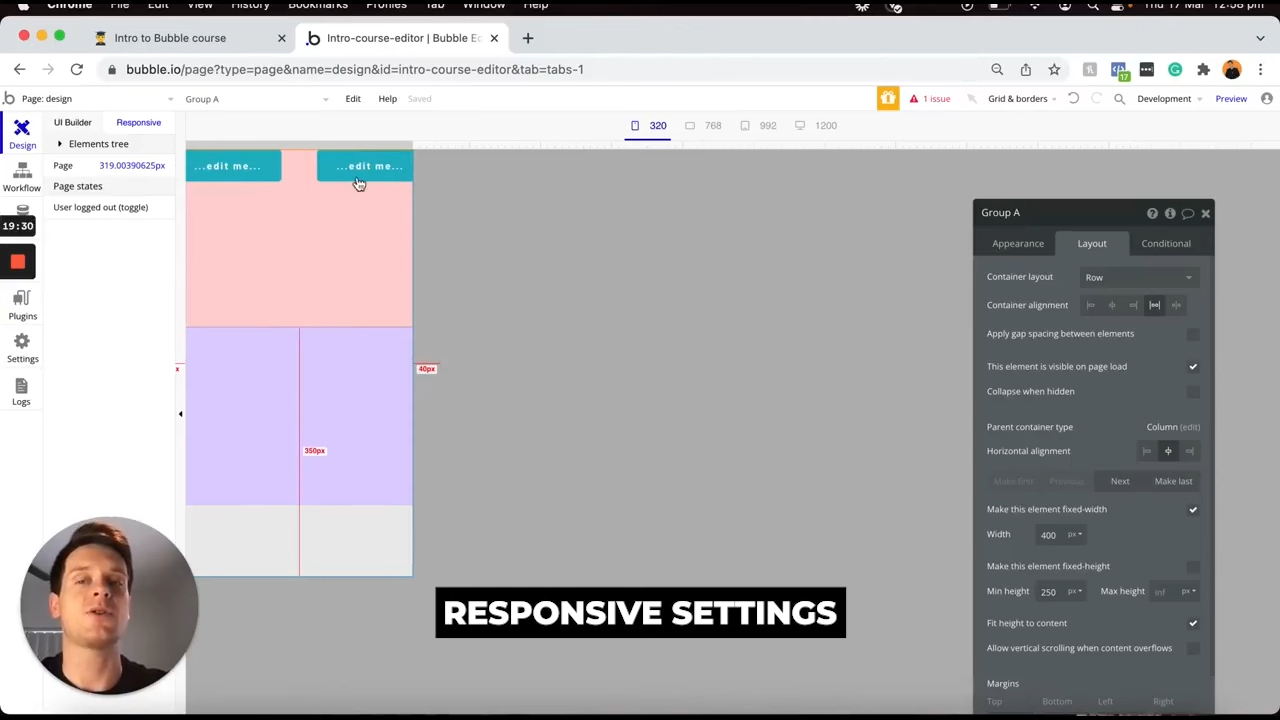 View
History
Bookmarks
Profiles
Tab
Window
Help
Thu 17 Mar
12:58 pm
Intro to Bubble course
Intro-course-editor | Bubble Ec
bubble.io/page?type=page&name=design&id=intro-course-editor&tab=tabs-1
17
Page: design
Group A
Edit
Help
Saved
1 issue
Grid & borders
Development
Preview
UI Builder
Responsive
320
768
992
1200
Design
Elements tree
Page
319.00390625px
Workflow
Page states
User logged out (toggle)
19:30
Plugins
Settings
Logs
...edit me...
...edit me...
x
40px
350px
Group A
Appearance
Layout
Conditional
Container layout
Row
Container alignment
Apply gap spacing between elements
This element is visible on page load
Collapse when hidden
Parent container type
Column (edit)
Horizontal alignment
Make first
Previous
Next
Make last
Make this element fixed-width
Width
400
px
Make this element fixed-height
Min height
250
px
Max height
inf
px
Fit height to content
Allow vertical scrolling when content overflows
Margins
Top
Bottom
Left
Right
RESPONSIVE SETTINGS